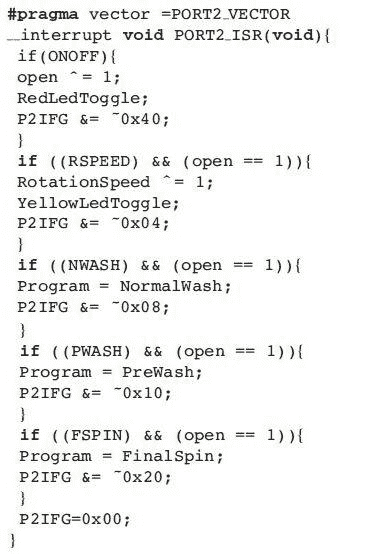 #pragma vector =PORT2_VECTOR
__interrupt void PORT2_ISR(void){
if(ONOFF){
open ^= 1;
RedLedToggle;
P2IFG &= ~0x40;
}
if ((RSPEED) && (open == 1)){
RotationSpeed ^= 1;
YellowLedToggle;
P2IFG &= ~0x04;
}
if ((NWASH) && (open == 1)){
Program = NormalWash;
P2IFG &= ~0x08;
}
if ((PWASH) && (open == 1)){
Program = PreWash;
P2IFG &= ~0x10;
}
if ((FSPIN) && (open == 1)){
Program = FinalSpin;
P2IFG &= ~0x20;
}
P2IFG=0x00;
}